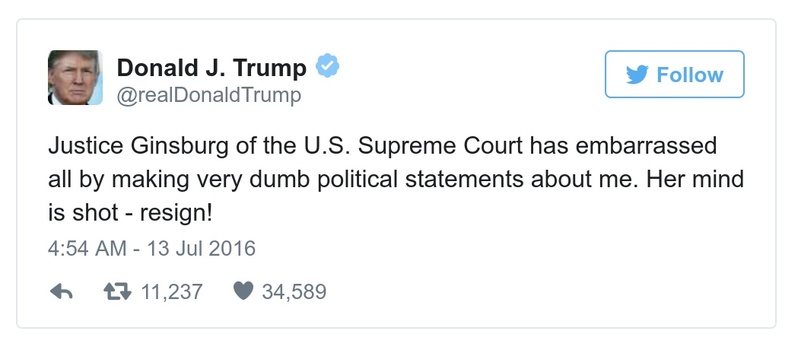 Donald J. Trump
@realDonaldTrump
Follow
Justice Ginsburg of the U.S. Supreme Court has embarrassed
all by making very dumb political statements about me. Her mind
is shot - resign!
4:54 AM - 13 Jul 2016
11,237 34,589